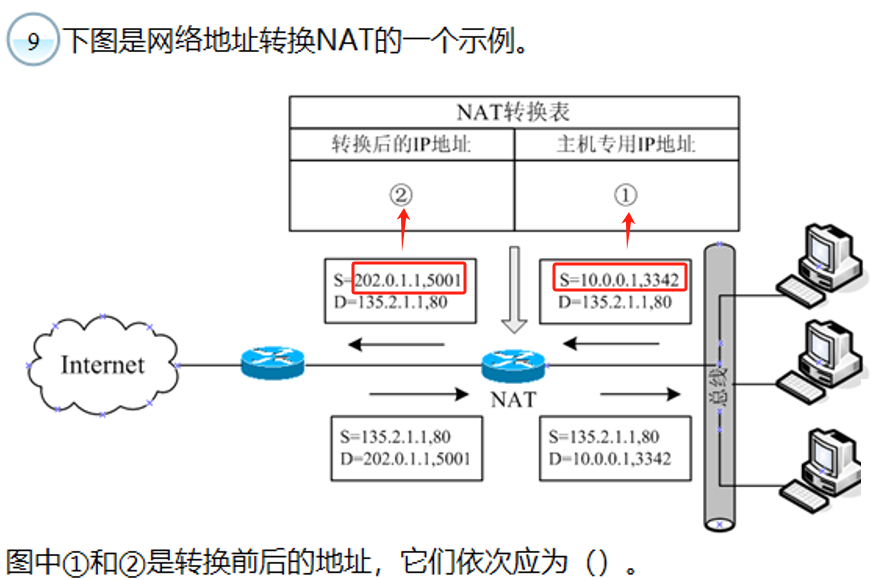 9 下图是网络地址转换NAT的一个示例。
NAT转换表
转换后的IP地址 主机专用IP地址
② ①
S=202.0.1.1,5001
D=135.2.1.1,80
S=10.0.0.1,3342
D=135.2.1.1,80
Internet
NAT
总线
S=135.2.1.1,80
D=202.0.1.1,5001
S=135.2.1.1,80
D=10.0.0.1,3342
图中①和②是转换前后的地址，它们依次应为（）。